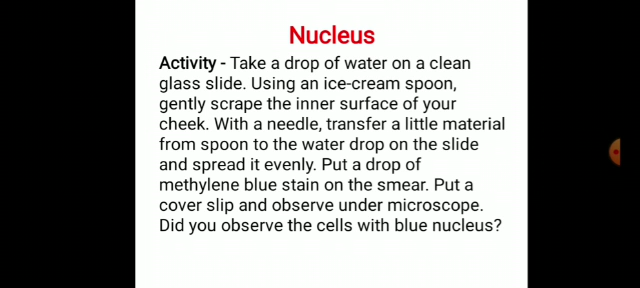 Nucleus
Activity - Take a drop of water on a clean
glass slide. Using an ice-cream spoon,
gently scrape the inner surface of your
cheek. With a needle, transfer a little material
from spoon to the water drop on the slide
and spread it evenly. Put a drop of
methylene blue stain on the smear. Put a
cover slip and observe under microscope.
Did you observe the cells with blue nucleus?